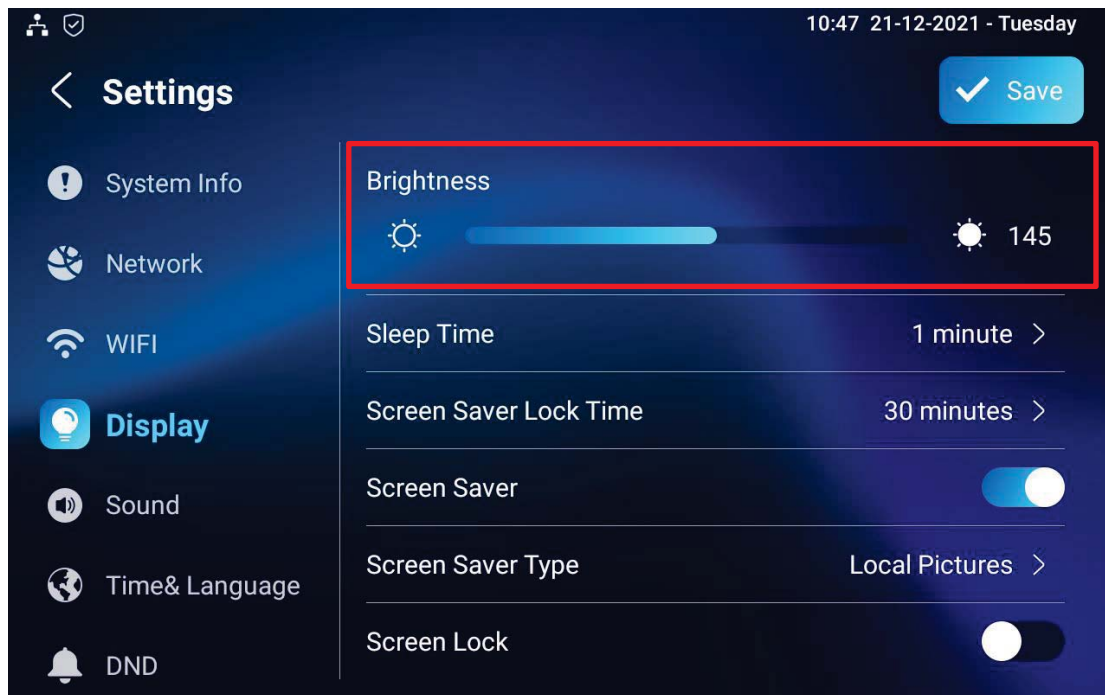 10:47 21-12-2021 - Tuesday
Settings
Save
System Info
Network
WIFI
Display
Sound
Time& Language
DND
Brightness
145
Sleep Time 1 minute
Screen Saver Lock Time 30 minutes
Screen Saver
Screen Saver Type Local Pictures
Screen Lock